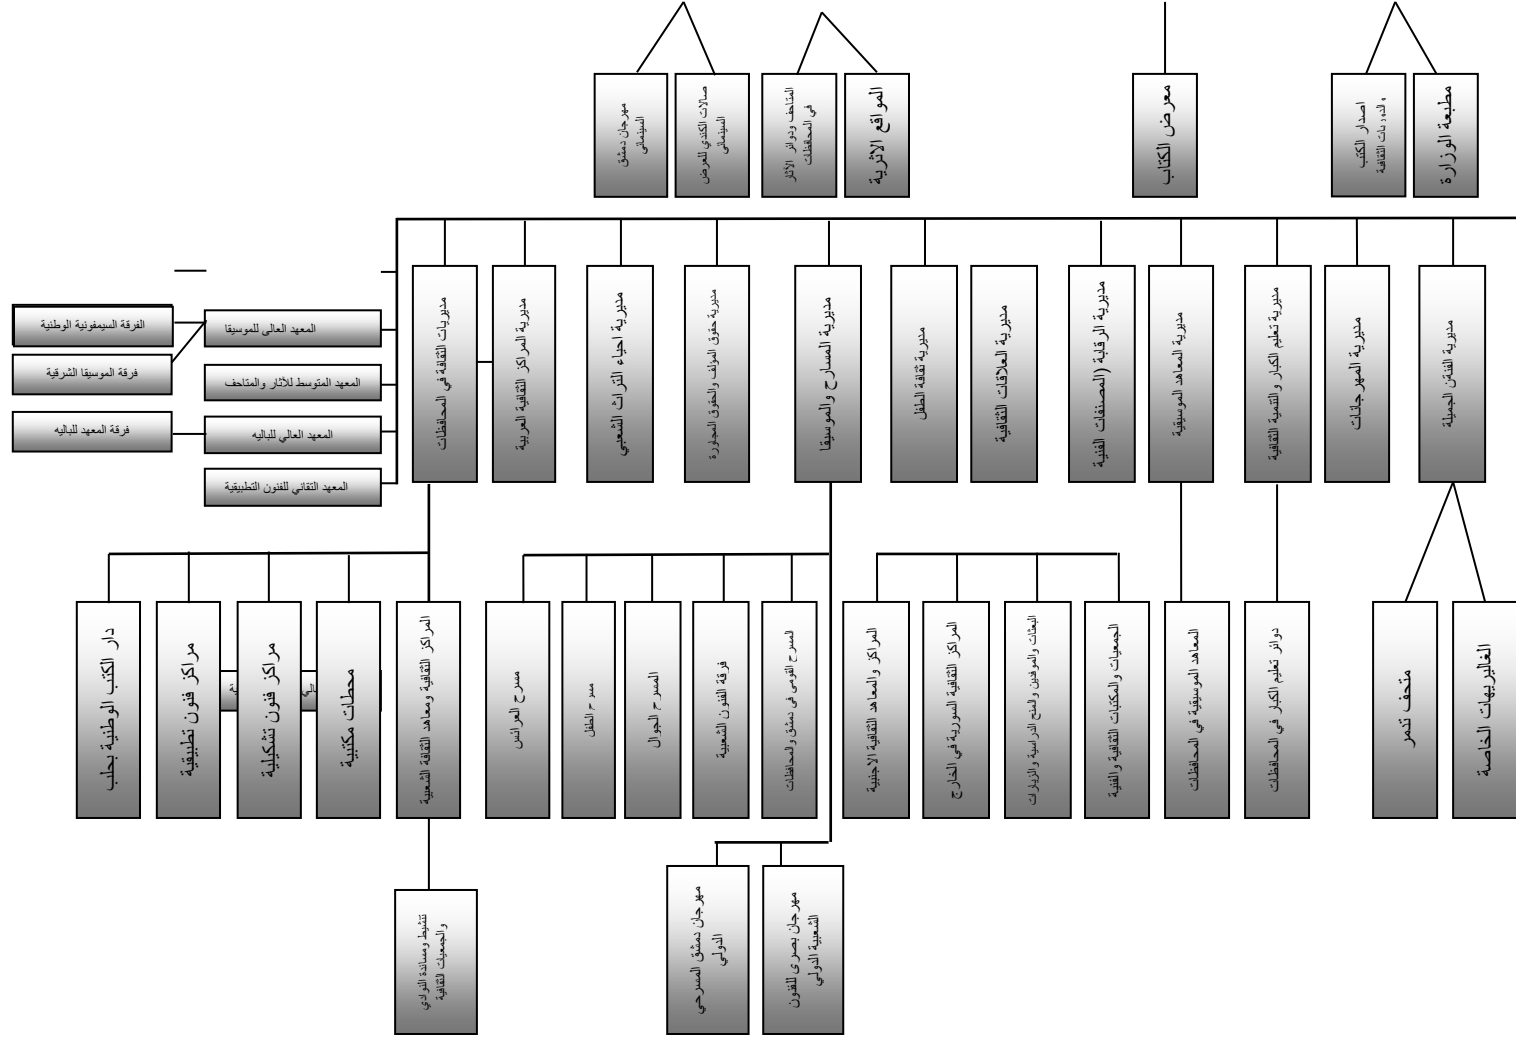 مطبعة الوزارة
اصدار الكتب
والدوريات الثقافية
معرض الكتاب
المواقع الاثرية
المتاحف ودوائر الآثار
في المحافظات
صالات الكندي للعرض
السينمائي
مهرجان دمشق
السينمائي
مديرية الفنتن الجميلة
مديرية المهرجانات
مديرية تعليم الكبار والتنمية الثقافية
مديرية المعاهد الموسيقية
مديرية الرقابة (المصنفات الفنية
مديرية العلاقات الثقافية
مديرية ثقافة الطفل
مديرية المسارح والموسيقا
مديرية حقوق المؤلف والحقوق المجاورة
مديرية احياء التراث الشعبي
مديرية المراكز الثقافية العربية
مديريات الثقافة في المحافظات
المعهد العالي للموسيقا
الفرقة السيمفونية الوطنية
فرقة الموسيقا الشرقية
المعهد المتوسط للآثار والمتاحف
المعهد العالي للباليه
فرقة المعهد للباليه
المعهد التقاني للفنون التطبيقية
الغاليريهات الخاصة
متحف تدمر
دوائر تعليم الكبار في المحافظات
المعاهد الموسيقية في المحافظات
الجمعيات والمكتبات الثقافية والفنية
البعثات والموفدين والمنح الدراسية والزيارات
المراكز الثقافية السورية في الخارج
المراكز والمعاهد الثقافية الاجنبية
لمسرح القومي في دمشق والمحافظات
فرقة الفنون الشعبية
المسرح الجوال
مسرح الطفل
مسرح العرائس
المراكز الثقافية ومعاهد الثقافة الشعبية
محطات مكتبية
مراكز فنون تشكيلية
مراكز فنون تطبيقية
دار الكتب الوطنية بحلب
مهرجان بصرى للفنون
الشعبية الدولي
مهرجان دمشق المسرحي
الدولي
تنشيط ومساندة النوادي
والجمعيات الثقافية